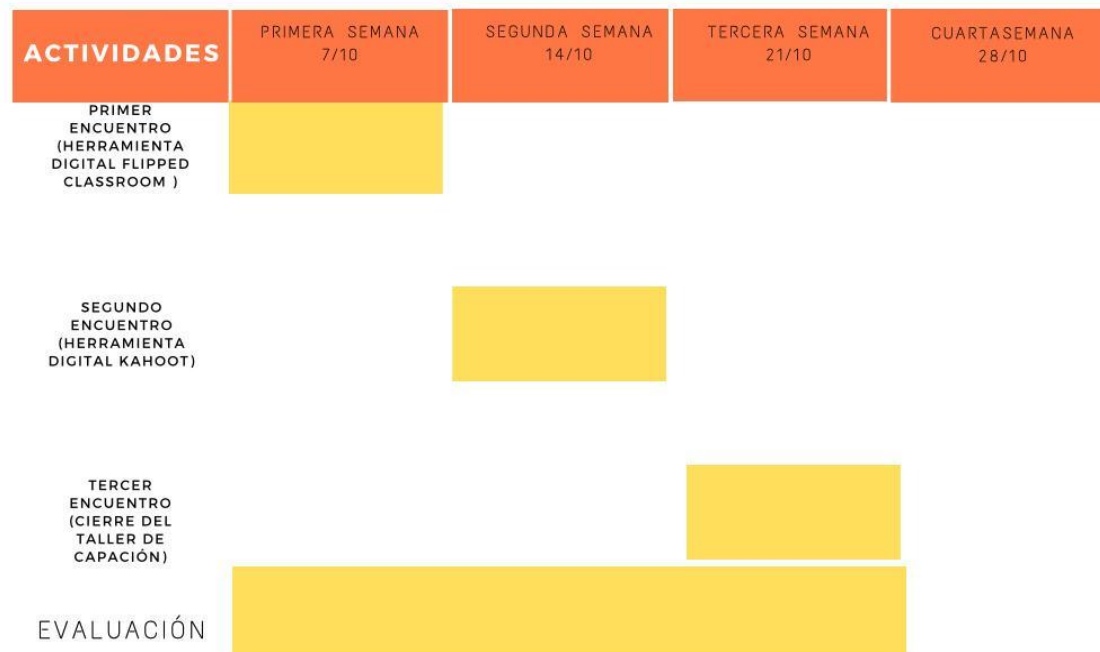 ACTIVIDADES
PRIMERA SEMANA
7/10
SEGUNDA SEMANA
14/10
TERCERA SEMANA
21/10
CUARTASEMANA
28/10
PRIMER
ENCUENTRO
(HERRAMIENTA
DIGITAL FLIPPED
CLASSROOM )
SEGUNDO
ENCUENTRO
(HERRAMIENTA
DIGITAL KAHOOT)
TERCER
ENCUENTRO
(CIERRE DEL
TALLER DE
CAPACIÓN)
EVALUACIÓN